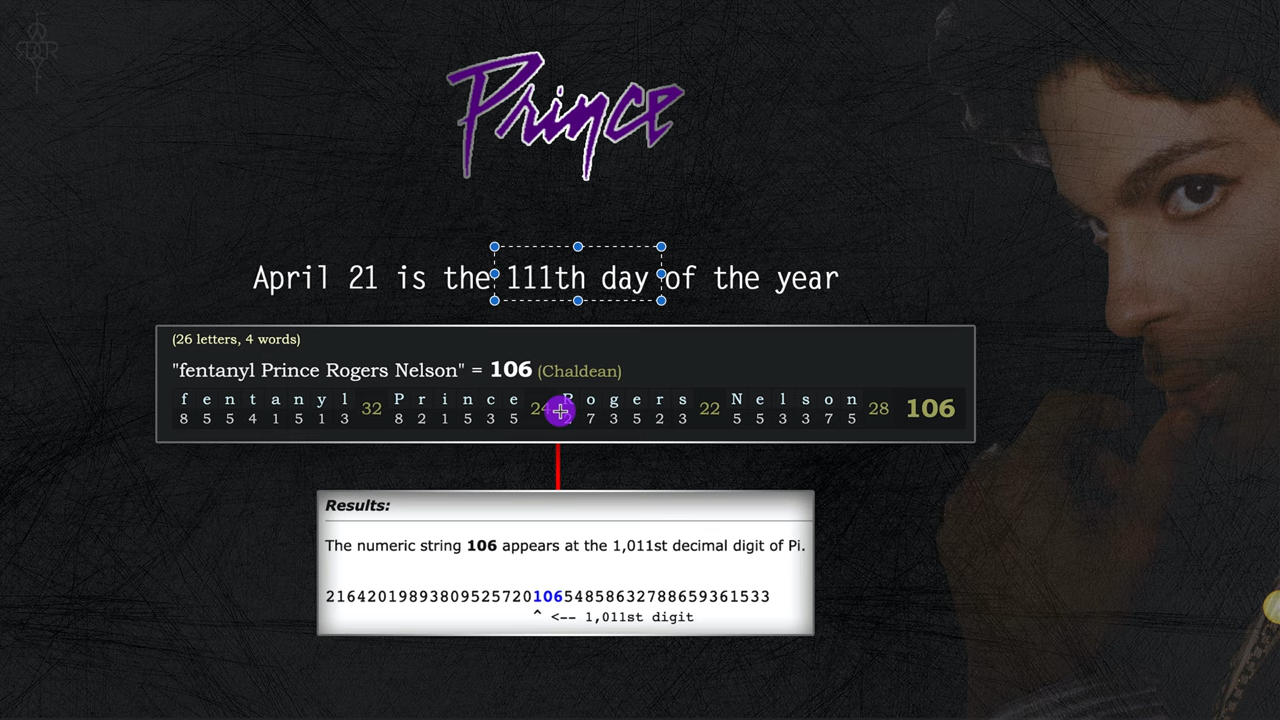 Prince
April 21 is the 111th day of the year
(26 letters, 4 words)
"fentanyl Prince Rogers Nelson" = 106 (Chaldean)
f e n t a n y l 32 P r i n c e 24 R o g e r s 22 N e l s o n 28 106
8 5 5 4 1 5 1 3 8 2 1 5 3 5 2 7 3 5 2 3 5 5 3 3 7 5
Results:
The numeric string 106 appears at the 1,011st decimal digit of Pi.
21642019893809525720106548586327886593615​33
^ <-- 1,011st digit